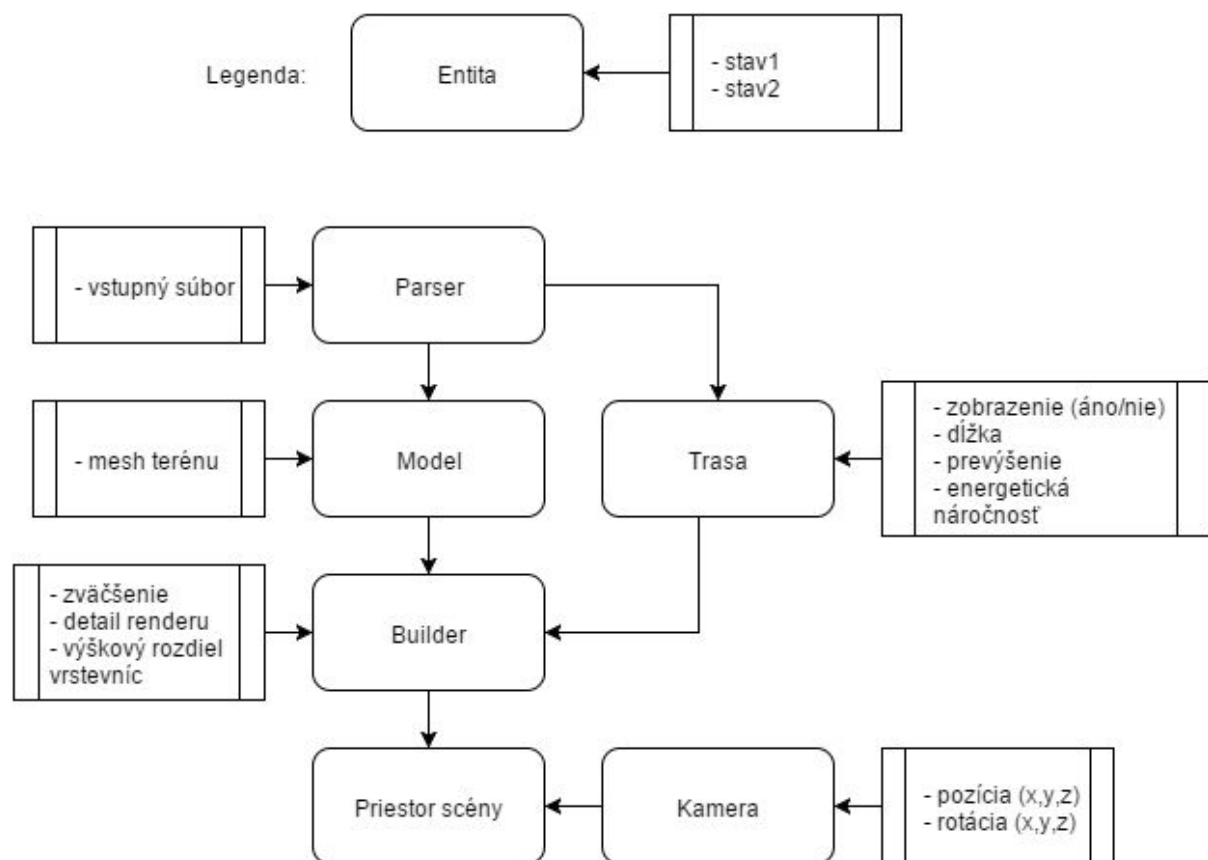 Legenda:
Entita
- stav1
- stav2
- vstupný súbor
Parser
- mesh terénu
Model
Trasa
- zobrazenie (áno/nie)
- dĺžka
- prevýšenie
- energetická
náročnosť
- zväčšenie
- detail renderu
- výškový rozdiel
vrstevníc
Builder
Priestor scény
Kamera
- pozícia (x,y,z)
- rotácia (x,y,z)